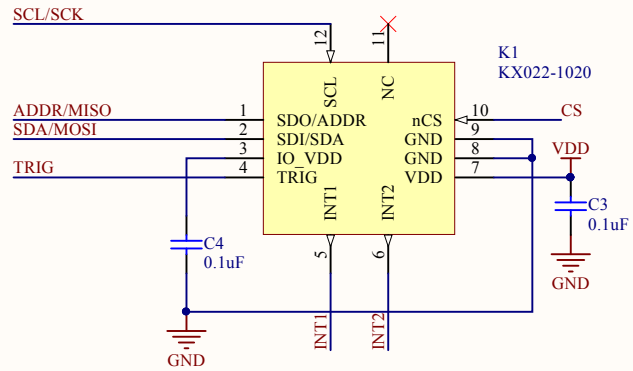 SCL/SCK
12
11
K1
KX022-1020
SCL
NC
ADDR/MISO
1
SDO/ADDR
nCS
10
CS
SDA/MOSI
2
SDI/SDA
GND
9
3
IO_VDD
GND
8
VDD
TRIG
4
TRIG
VDD
7
INT1
INT2
C3
0.1uF
C4
0.1uF
5
6
GND
INT1
INT2
GND